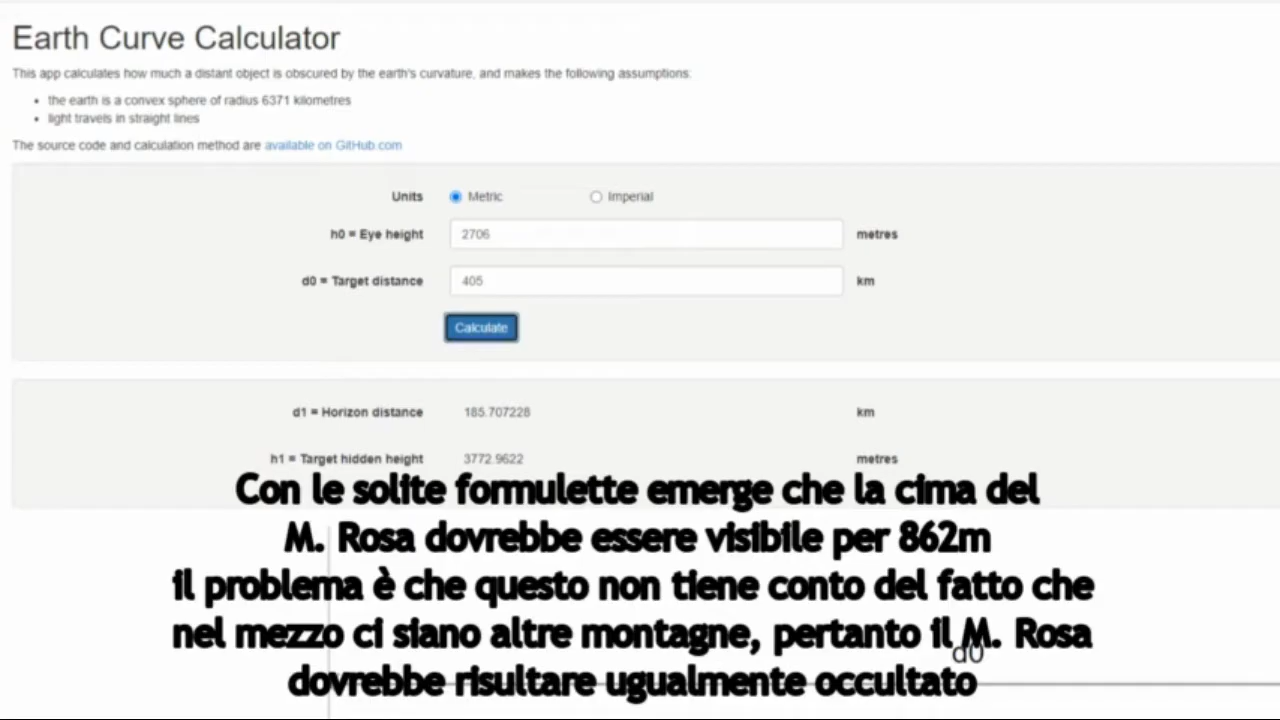 Earth Curve Calculator
This app calculates how much a distant object is obscured by the earth's curvature, and makes the following assumptions:
• the earth is a convex sphere of radius 6371 kilometres
• light travels in straight lines
The source code and calculation method are available on GitHub.com
Units Metric Imperial
h0 = Eye height 2706 metres
d0 = Target distance 405 km
Calculate
d1 = Horizon distance 185.707228 km
h1 = Target hidden height 3772.9622 metres
Con le solite formulette emerge che la cima del
M. Rosa dovrebbe essere visibile per 862m
il problema è che questo non tiene conto del fatto che
nel mezzo ci siano altre montagne, pertanto il M. Rosa
d0
dovrebbe risultare ugualmente occultato